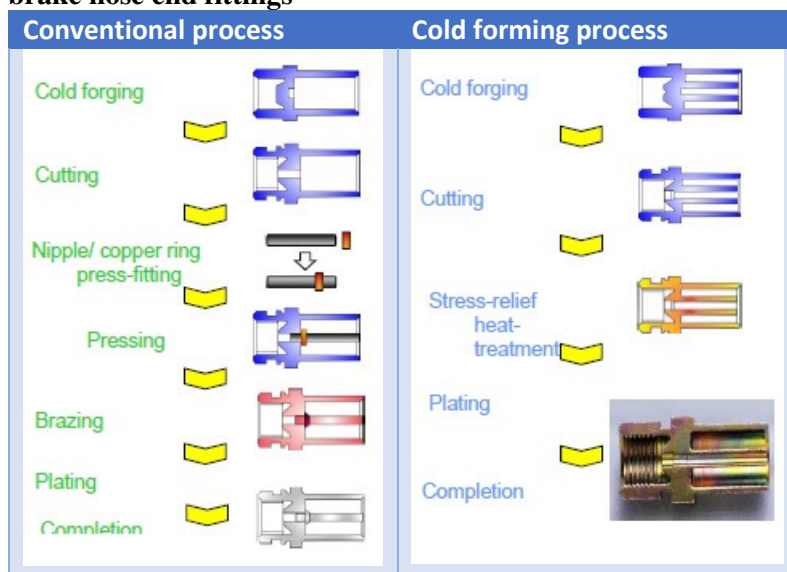 brake hose end fittings
Conventional process
Cold forging
Cutting
Nipple/ copper ring
press-fitting
Pressing
Brazing
Plating
Completion
Cold forming process
Cold forging
Cutting
Stress-relief
heat-
treatment
Plating
Completion